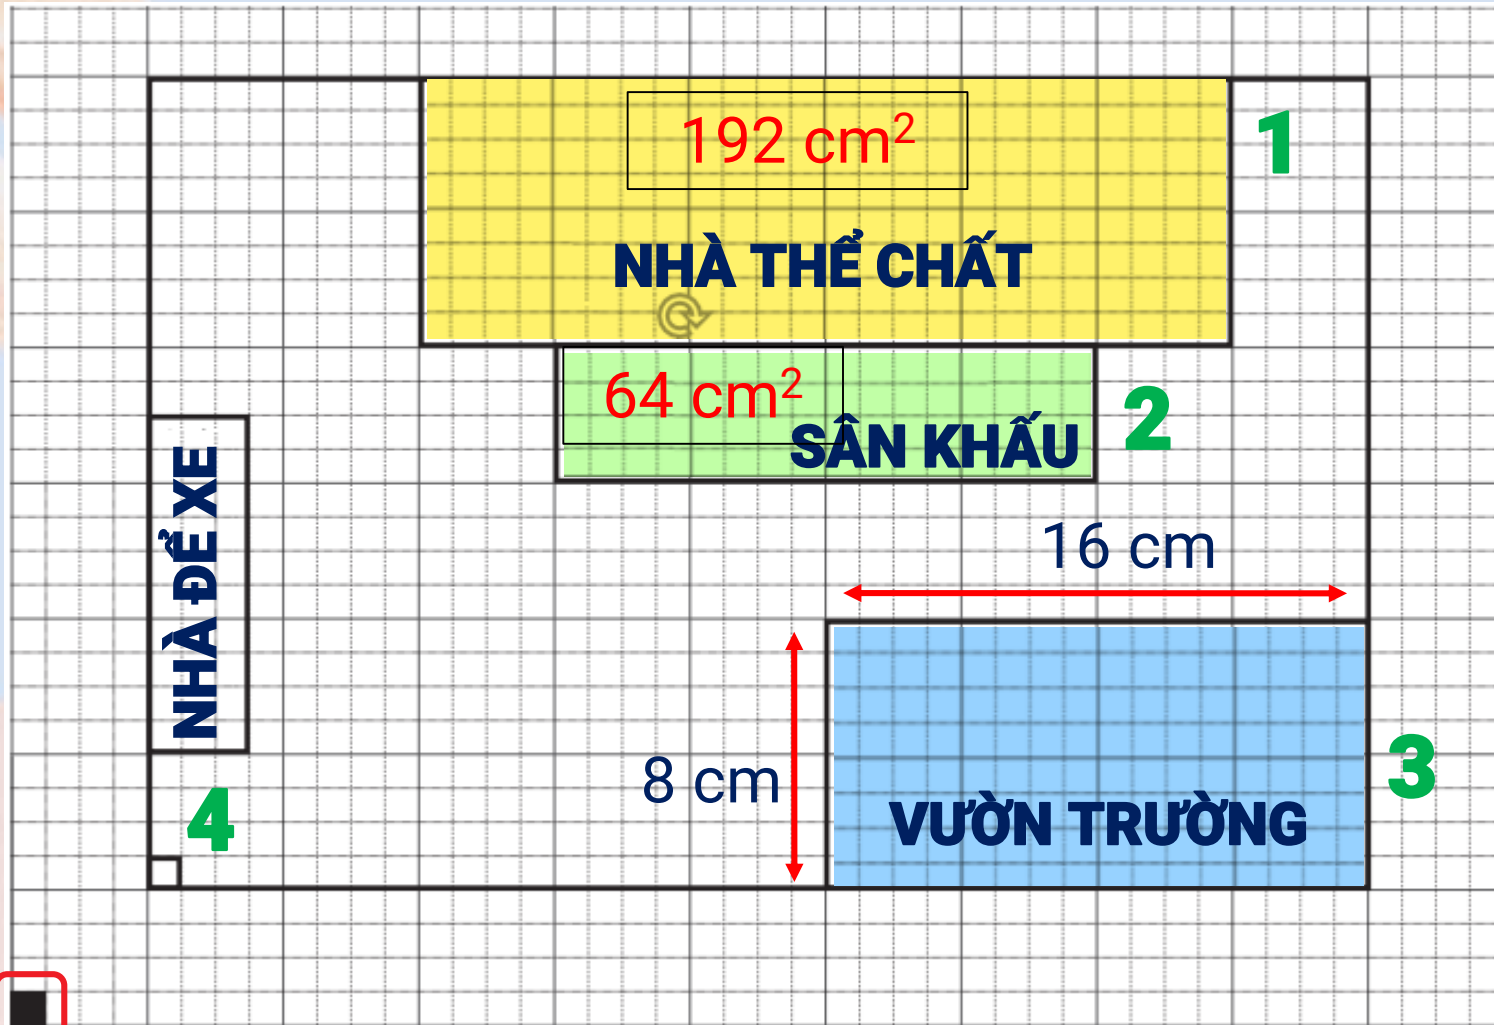 192 cm²
1
NHÀ THỂ CHẤT
64 cm²
2
SÂN KHẤU
NHÀ ĐỂ XE
16 cm
8 cm
3
VƯỜN TRƯỜNG
4